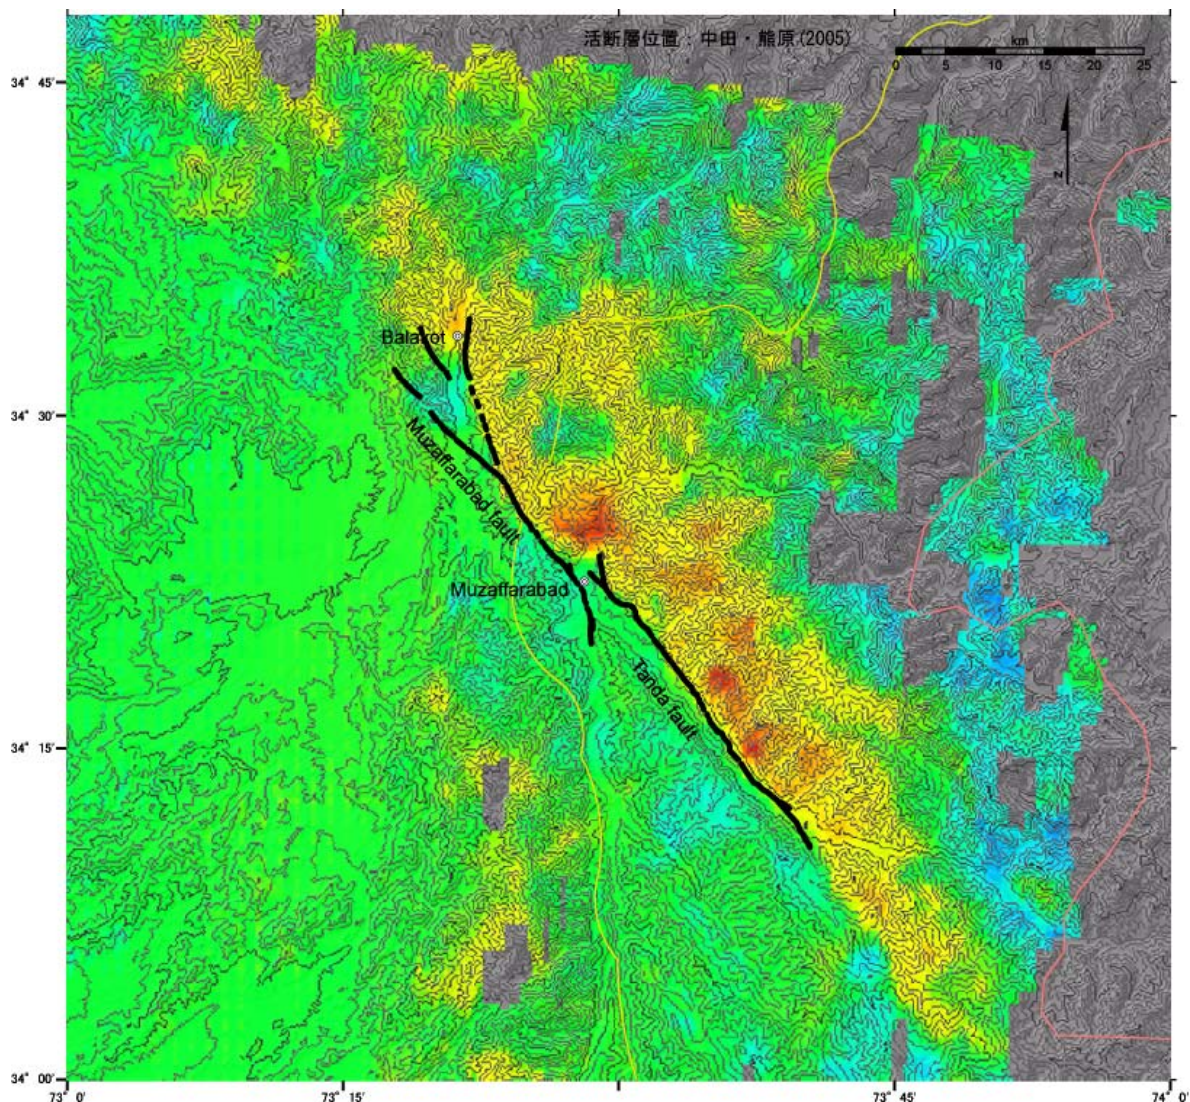 活断層位置：中田・熊原(2005)
km
0 5 10 15 20 25
34° 45'
N
Balakot
34° 30'
Muzaffarabad fault
Muzaffarabad
Tanda fault
34° 15'
34° 00'
73° 0' 73° 15' 73° 45' 74° 0'